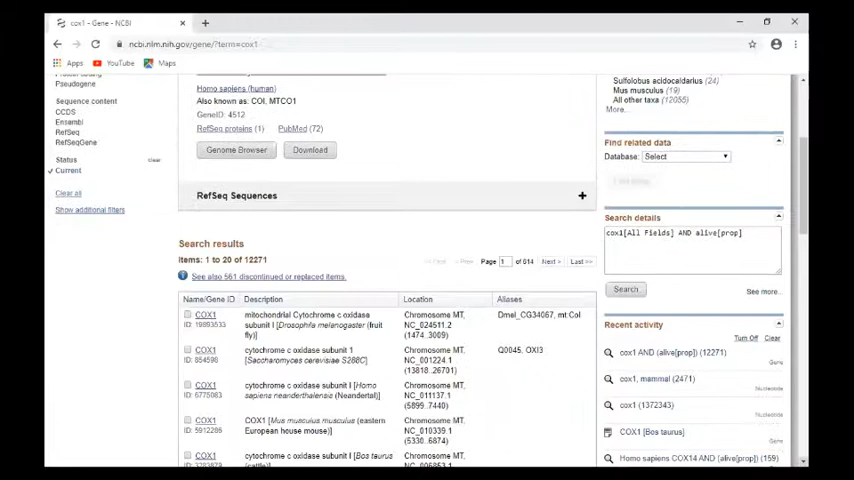 cox1 - Gene - NCBI
ncbi.nlm.nih.gov/gene/?term=cox1
Apps YouTube Maps
Pseudogene
Sequence content
CCDS
Ensembl
RefSeq
RefSeqGene
Status clear
Current
Clear all
Show additional filters
Homo sapiens (human)
Also known as: COI, MTCO1
GeneID: 4512
RefSeq proteins (1) PubMed (72)
Genome Browser Download
RefSeq Sequences
Search results
Items: 1 to 20 of 12271
Page 1 of 614 Next > Last >>
See also 561 discontinued or replaced items.
Name/Gene ID Description Location Aliases
COX1 mitochondrial Cytochrome c oxidase Chromosome MT, Dmel_CG34067, mt:CoI
ID: 19893533 subunit I [Drosophila melanogaster (fruit NC_024511.2
fly)] (1474..3009)
COX1 cytochrome c oxidase subunit 1 Chromosome MT, Q0045, OXI3
ID: 854598 [Saccharomyces cerevisiae S288C] NC_001224.1
(13818..26701)
COX1 cytochrome c oxidase subunit I [Homo Chromosome MT,
ID: 6775083 sapiens neanderthalensis (Neandertal)] NC_011137.1
(5899..7440)
COX1 COX1 [Mus musculus musculus (eastern Chromosome MT,
ID: 5912286 European house mouse)] NC_010339.1
(5330..6874)
COX1 cytochrome c oxidase subunit I [Bos taurus Chromosome MT,
(cattle)
Sulfolobus acidocaldarius (24)
Mus musculus (19)
All other taxa (12055)
More...
Find related data
Database: Select
Search details
cox1[All Fields] AND alive[prop]
Search See more...
Recent activity
Turn Off Clear
cox1 AND (alive[prop]) (12271)
Gene
cox1, mammal (2471)
Nucleotide
cox1 (1372343)
Nucleotide
COX1 [Bos taurus]
Gene
Homo sapiens COX14 AND (alive[prop]) (159)